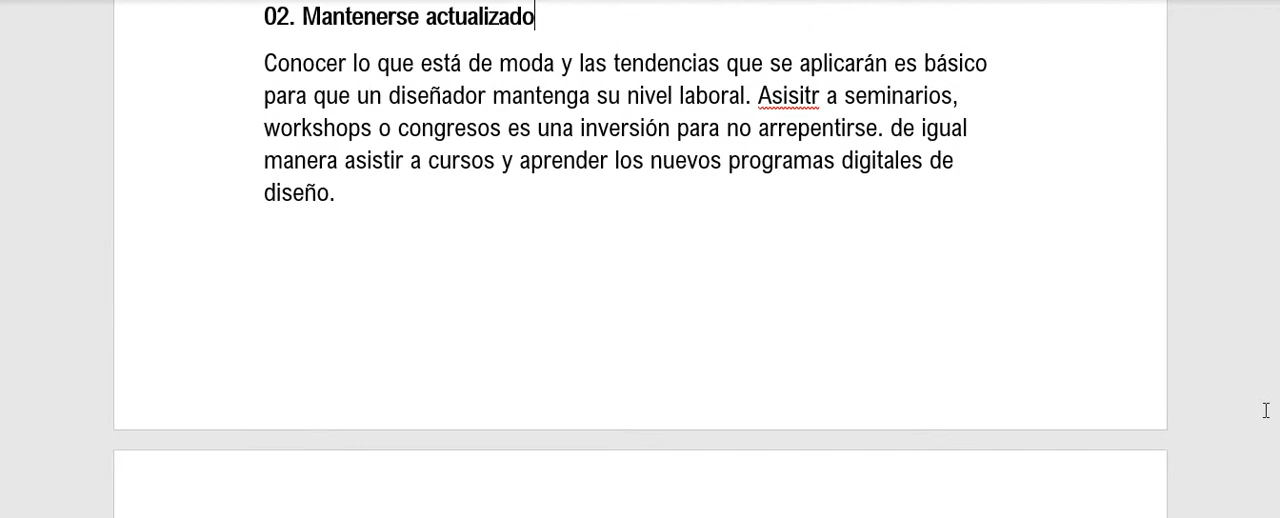 02. Mantenerse actualizado
Conocer lo que está de moda y las tendencias que se aplicarán es básico
para que un diseñador mantenga su nivel laboral. Asisitr a seminarios,
workshops o congresos es una inversión para no arrepentirse. de igual
manera asistir a cursos y aprender los nuevos programas digitales de
diseño.